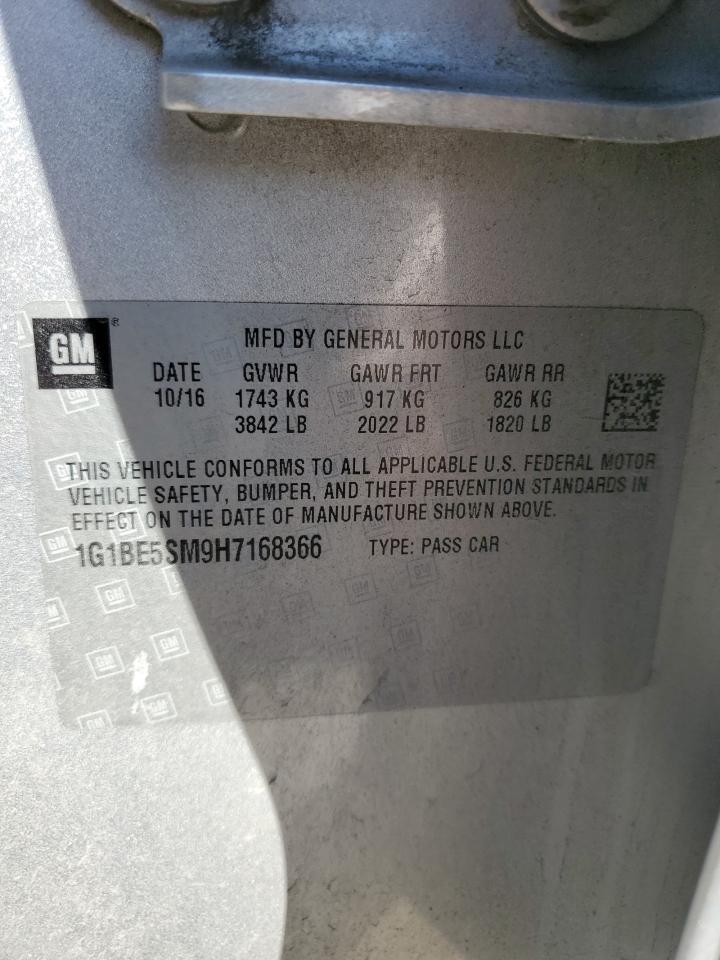 GM ®
MFD BY GENERAL MOTORS LLC
DATE GVWR GAWR FRT GAWR RR
10/16 1743 KG 917 KG 826 KG
3842 LB 2022 LB 1820 LB
THIS VEHICLE CONFORMS TO ALL APPLICABLE U.S. FEDERAL MOTOR
VEHICLE SAFETY, BUMPER, AND THEFT PREVENTION STANDARDS IN
EFFECT ON THE DATE OF MANUFACTURE SHOWN ABOVE.
1G1BE5SM9H7168366 TYPE: PASS CAR